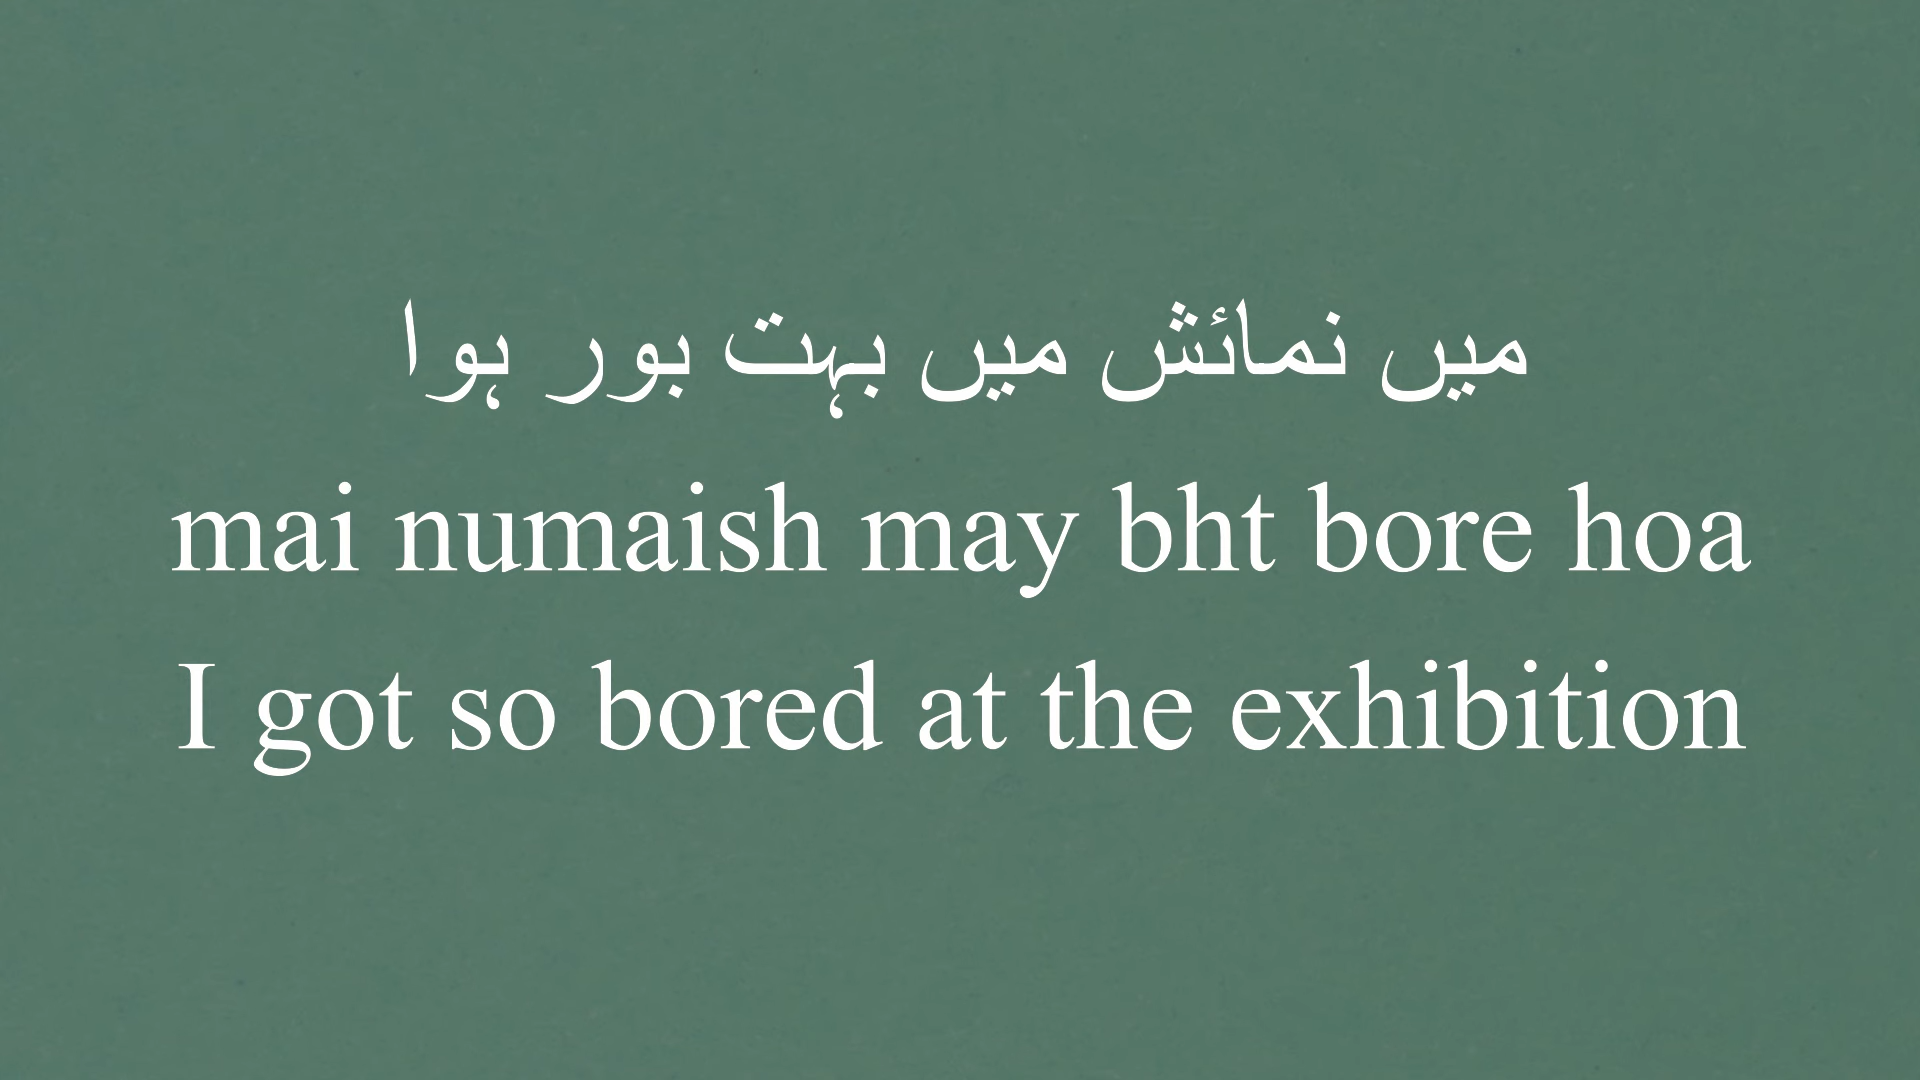 میں نمائش میں بہت بور ہوا
mai numaish may bht bore hoa
I got so bored at the exhibition